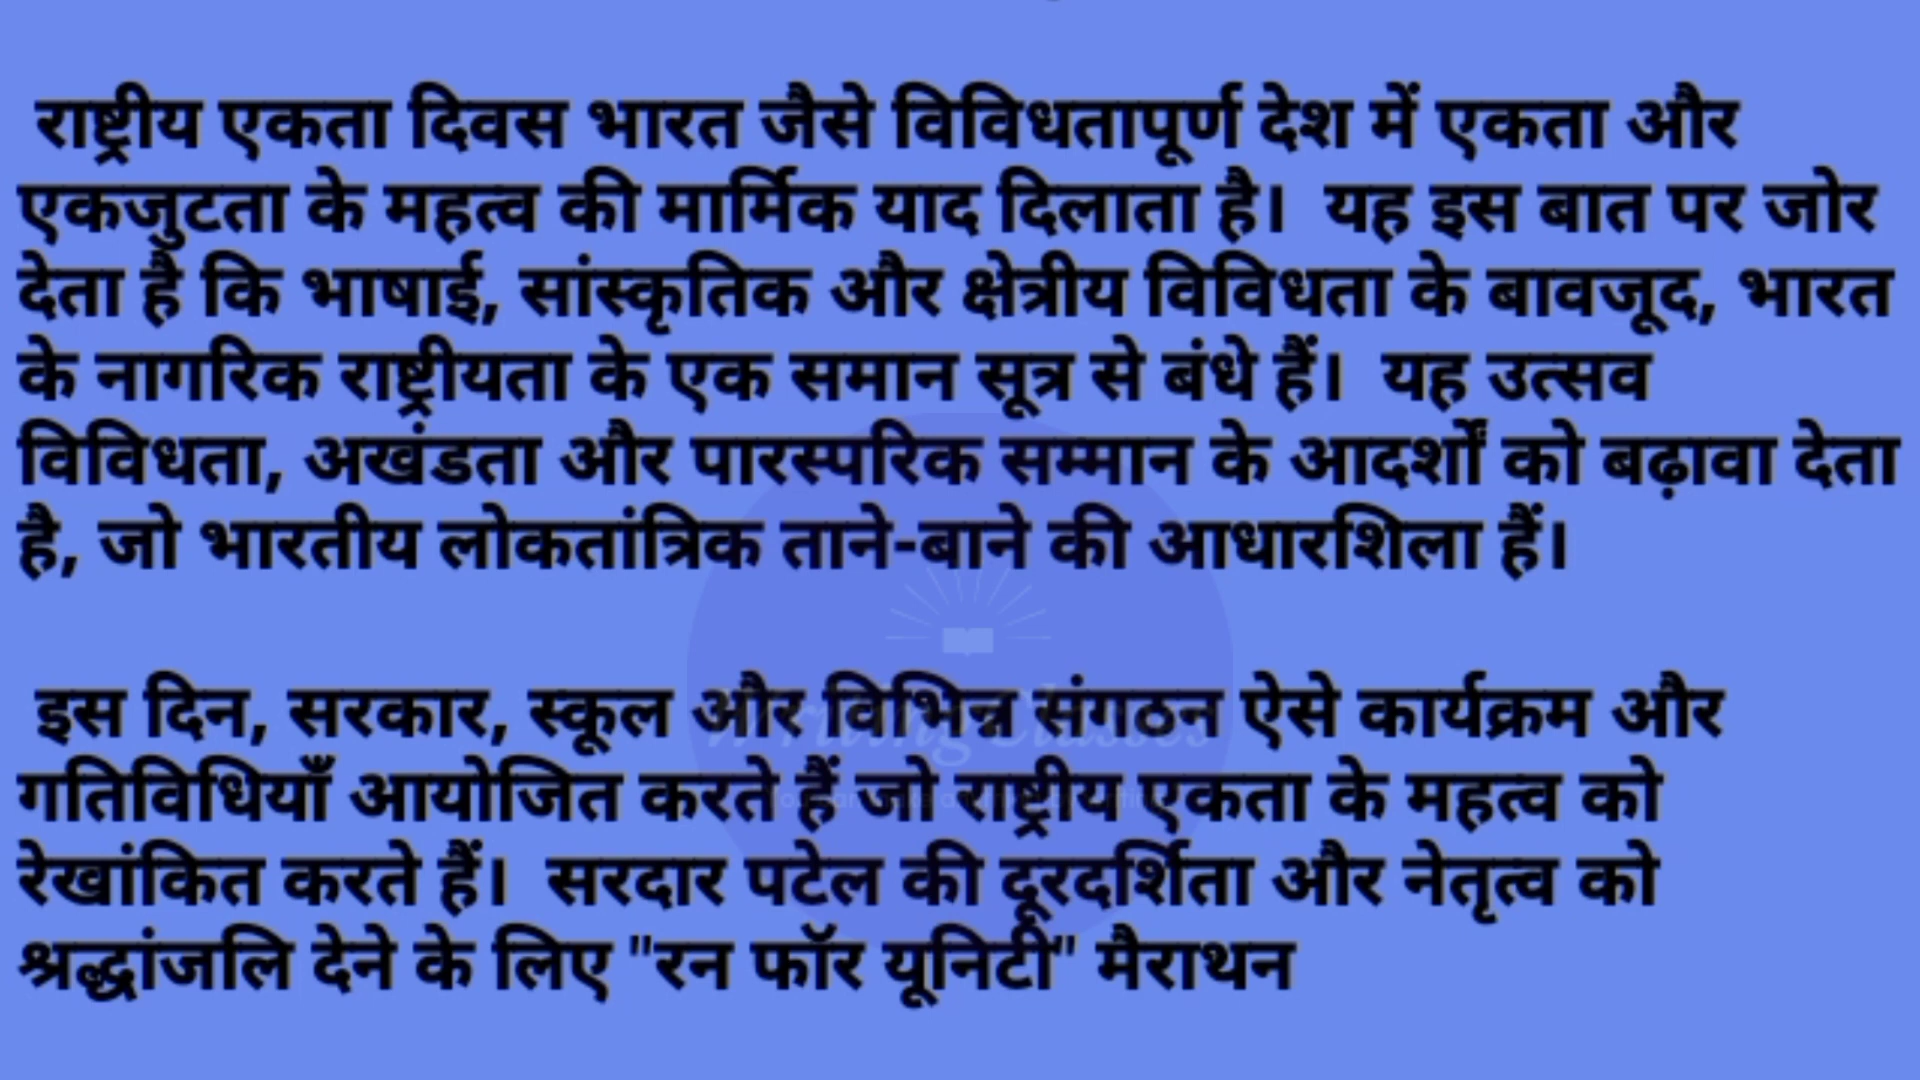 राष्ट्रीय एकता दिवस भारत जैसे विविधतापूर्ण देश में एकता और
एकजुटता के महत्व की मार्मिक याद दिलाता है। यह इस बात पर जोर
देता है कि भाषाई, सांस्कृतिक और क्षेत्रीय विविधता के बावजूद, भारत
के नागरिक राष्ट्रीयता के एक समान सूत्र से बंधे हैं। यह उत्सव
विविधता, अखंडता और पारस्परिक सम्मान के आदर्शों को बढ़ावा देता
है, जो भारतीय लोकतांत्रिक ताने-बाने की आधारशिला हैं।
इस दिन, सरकार, स्कूल और विभिन्न संगठन ऐसे कार्यक्रम और
गतिविधियाँ आयोजित करते हैं जो राष्ट्रीय एकता के महत्व को
रेखांकित करते हैं। सरदार पटेल की दूरदर्शिता और नेतृत्व को
श्रद्धांजलि देने के लिए "रन फॉर यूनिटी" मैराथन
Writing Classes